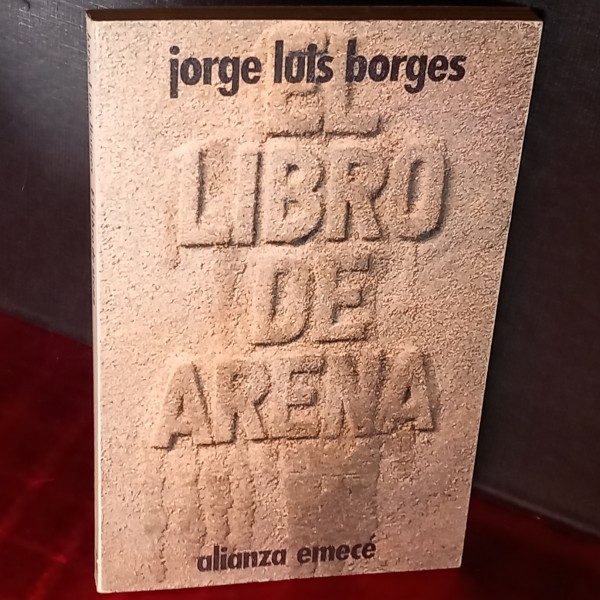 jorge luis borges
EL
LIBRO
DE
ARENA
alianza emecé